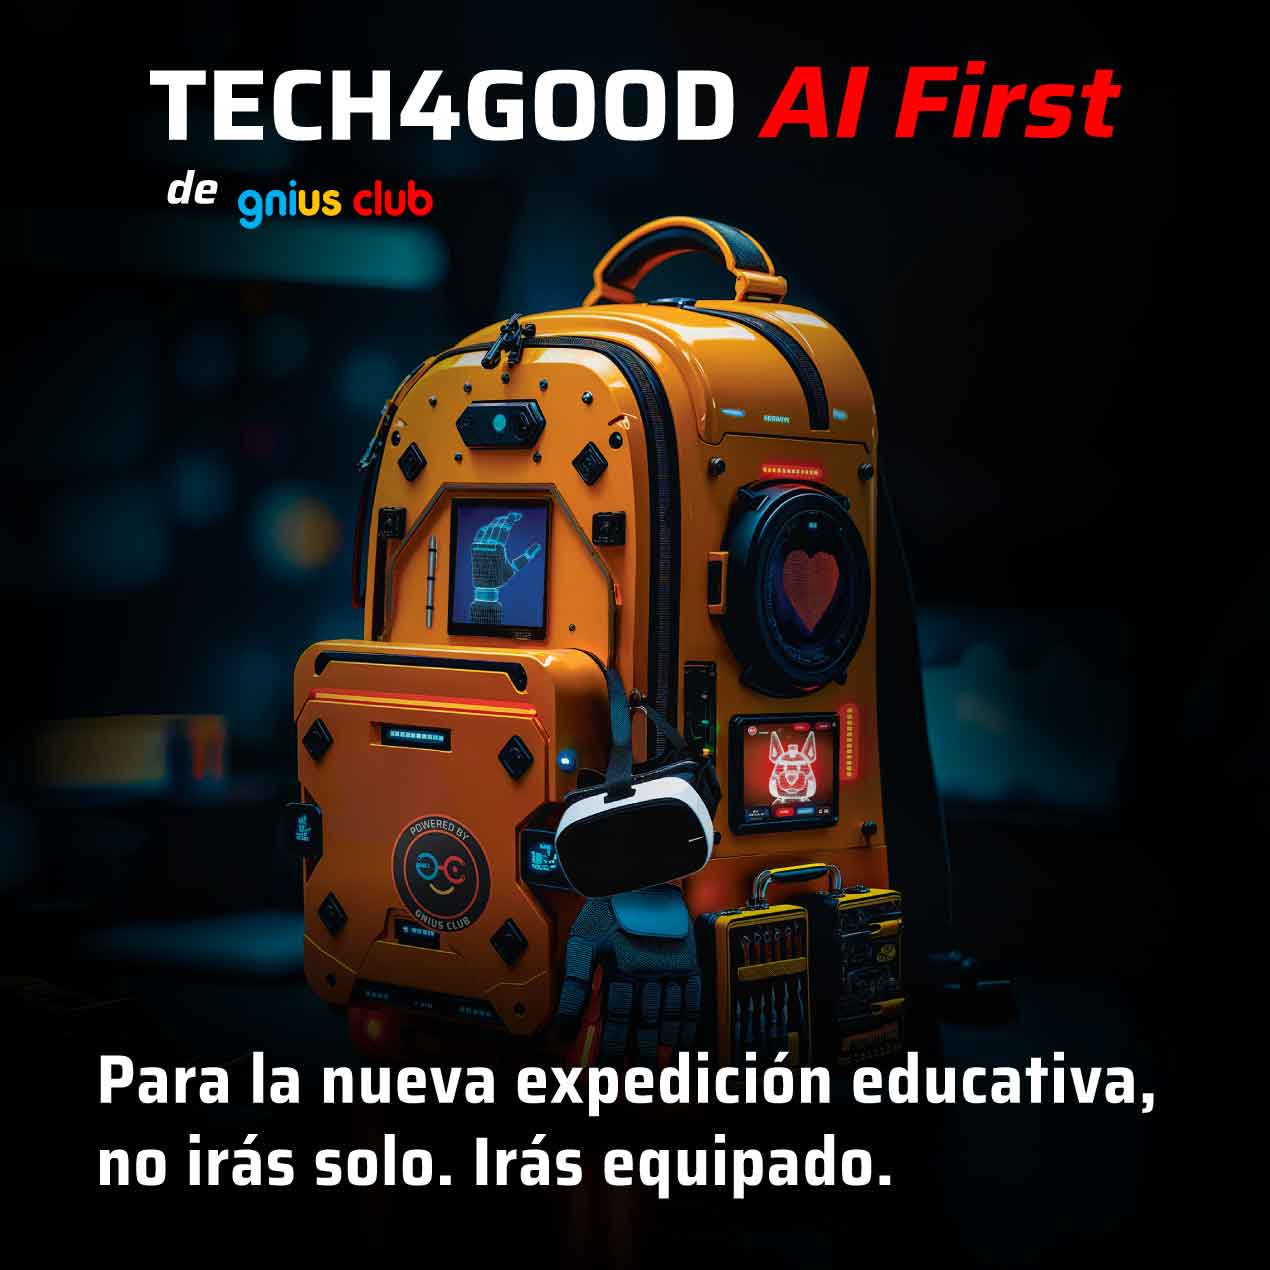 TECH4GOOD AI First
de gnius club
POWERED BY
GNIUS CLUB
Para la nueva expedición educativa,
no irás solo. Irás equipado.